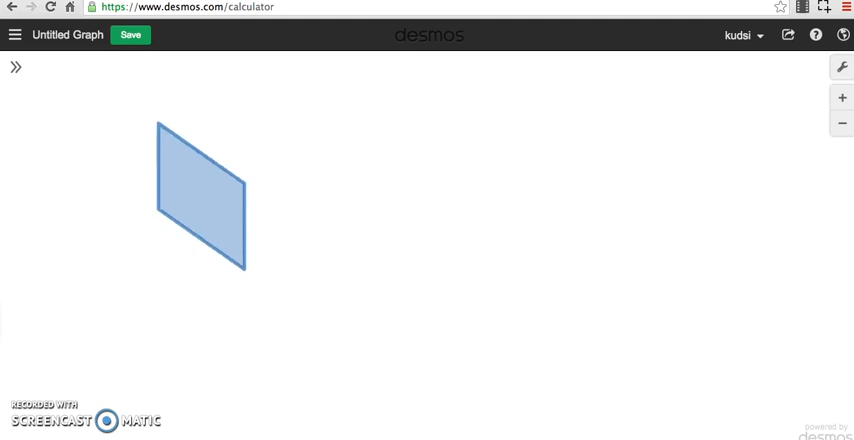 https://www.desmos.com/calculator
Untitled Graph Save desmos kudsi
RECORDED WITH
SCREENCAST MATIC
powered by
desmos